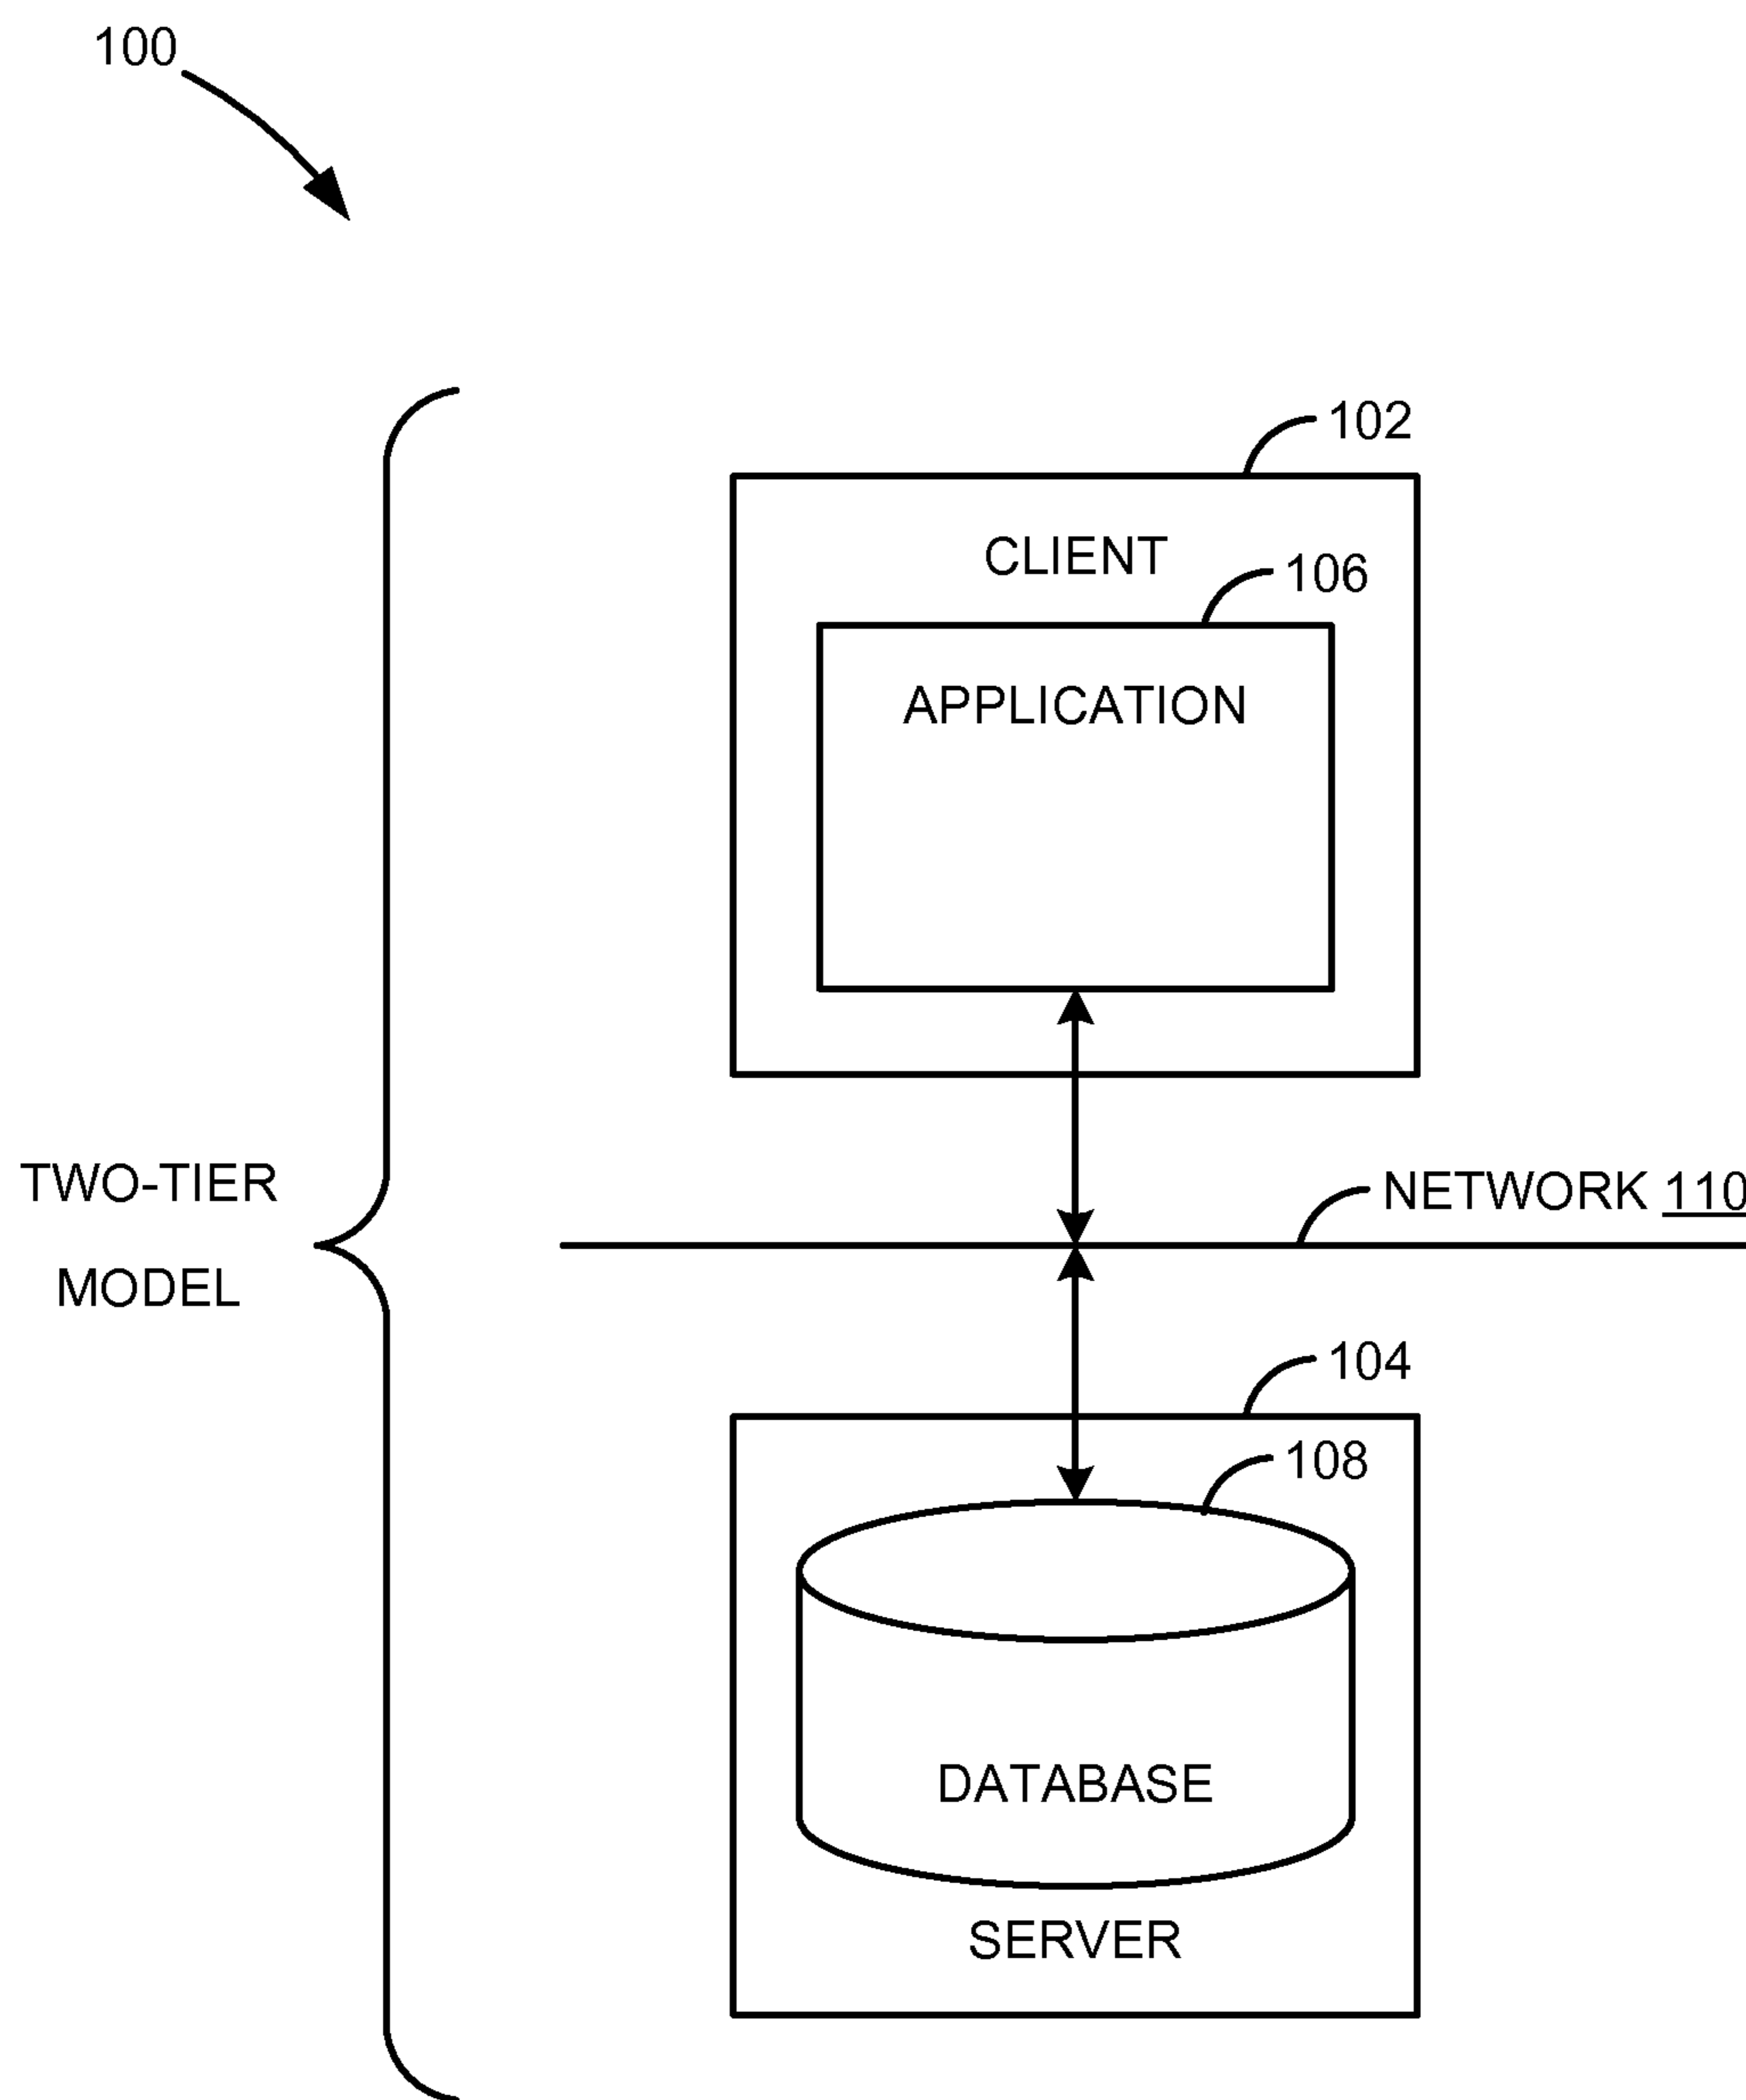 100
102
CLIENT
106
APPLICATION
TWO-TIER
MODEL
NETWORK 110
104
108
DATABASE
SERVER